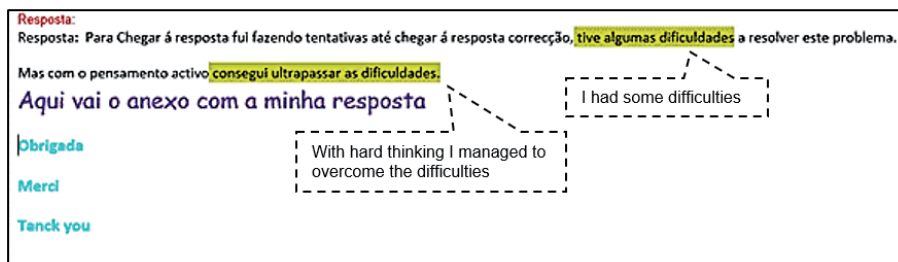 Resposta:
Resposta: Para Chegar á resposta fui fazendo tentativas até chegar á resposta correcção, tive algumas dificuldades a resolver este problema.
Mas com o pensamento activo consegui ultrapassar as dificuldades.
Aqui vai o anexo com a minha resposta
I had some difficulties
Obrigada
With hard thinking I managed to
overcome the difficulties
Merci
Tanck you